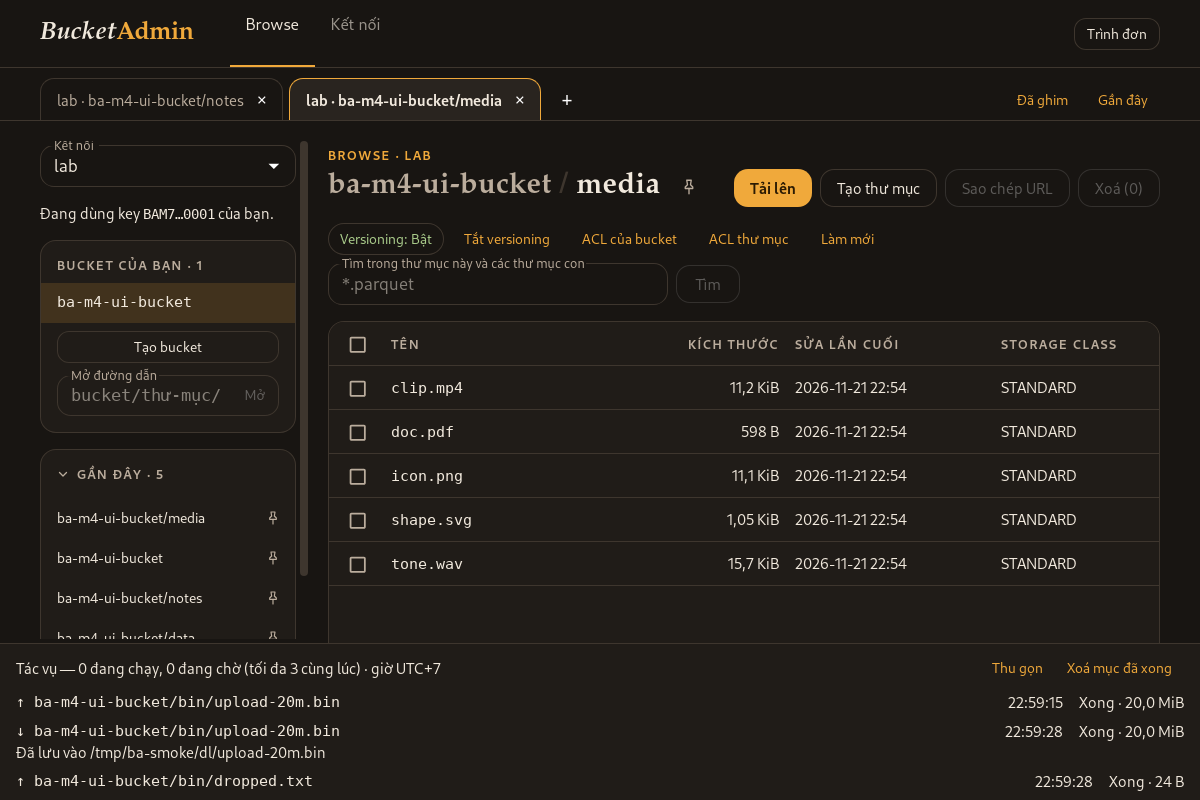 BucketAdmin Browse Kết nối Trình đơn
lab · ba-m4-ui-bucket/notes × lab · ba-m4-ui-bucket/media × + Đã ghim Gần đây
Kết nối
lab
Đang dùng key BAM7…0001 của bạn.
BUCKET CỦA BẠN · 1
ba-m4-ui-bucket
Tạo bucket
Mở đường dẫn
bucket/thư-mục/ Mở
GẦN ĐÂY · 5
ba-m4-ui-bucket/media
ba-m4-ui-bucket
ba-m4-ui-bucket/notes
ba-m4-ui-bucket/data
BROWSE · LAB
ba-m4-ui-bucket / media
Tải lên Tạo thư mục Sao chép URL Xoá (0)
Versioning: Bật Tắt versioning ACL của bucket ACL thư mục Làm mới
Tìm trong thư mục này và các thư mục con
*.parquet Tìm
TÊN KÍCH THƯỚC SỬA LẦN CUỐI STORAGE CLASS
clip.mp4 11,2 KiB 2026-11-21 22:54 STANDARD
doc.pdf 598 B 2026-11-21 22:54 STANDARD
icon.png 11,1 KiB 2026-11-21 22:54 STANDARD
shape.svg 1,05 KiB 2026-11-21 22:54 STANDARD
tone.wav 15,7 KiB 2026-11-21 22:54 STANDARD
Tác vụ — 0 đang chạy, 0 đang chờ (tối đa 3 cùng lúc) · giờ UTC+7 Thu gọn Xoá mục đã xong
↑ ba-m4-ui-bucket/bin/upload-20m.bin 22:59:15 Xong · 20,0 MiB
↓ ba-m4-ui-bucket/bin/upload-20m.bin 22:59:28 Xong · 20,0 MiB
Đã lưu vào /tmp/ba-smoke/dl/upload-20m.bin
↑ ba-m4-ui-bucket/bin/dropped.txt 22:59:28 Xong · 24 B